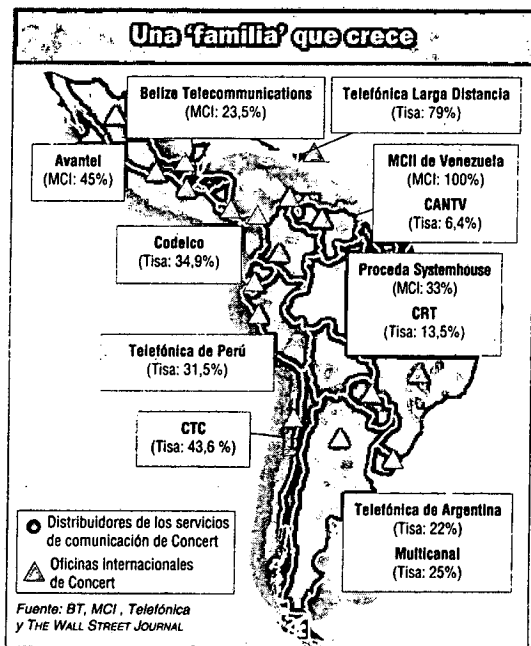 Una 'familia' que crece
Belize Telecommunications
(MCI: 23,5%)
Telefónica Larga Distancia
(Tisa: 79%)
Avantel
(MCI: 45%)
MCII de Venezuela
(MCI: 100%)
CANTV
(Tisa: 6,4%)
Codelco
(Tisa: 34,9%)
Proceda Systemhouse
(MCI: 33%)
CRT
(Tisa: 13,5%)
Telefónica de Perú
(Tisa: 31,5%)
CTC
(Tisa: 43,6 %)
Telefónica de Argentina
(Tisa: 22%)
Multicanal
(Tisa: 25%)
Distribuidores de los servicios
de comunicación de Concert
Oficinas Internacionales
de Concert
Fuente: BT, MCI , Telefónica
y THE WALL STREET JOURNAL